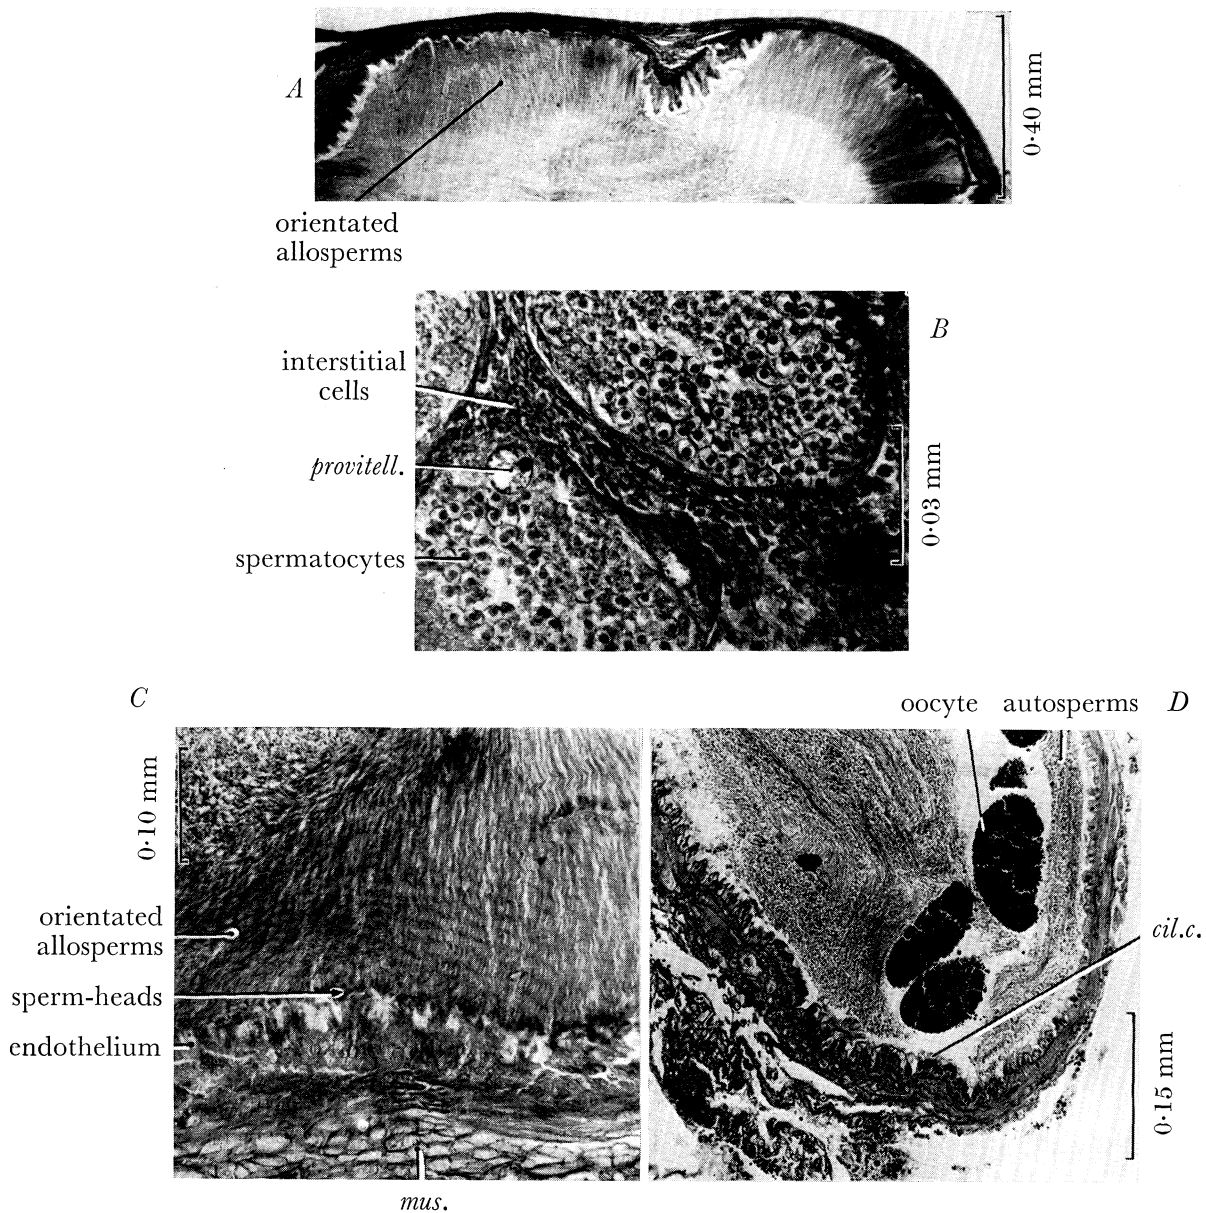 A
0·40 mm
orientated
allosperms
B
interstitial
cells
provitell.
0·03 mm
spermatocytes
C
oocyte autosperms D
0·10 mm
orientated
allosperms
cil.c.
sperm-heads
endothelium
0·15 mm
mus.